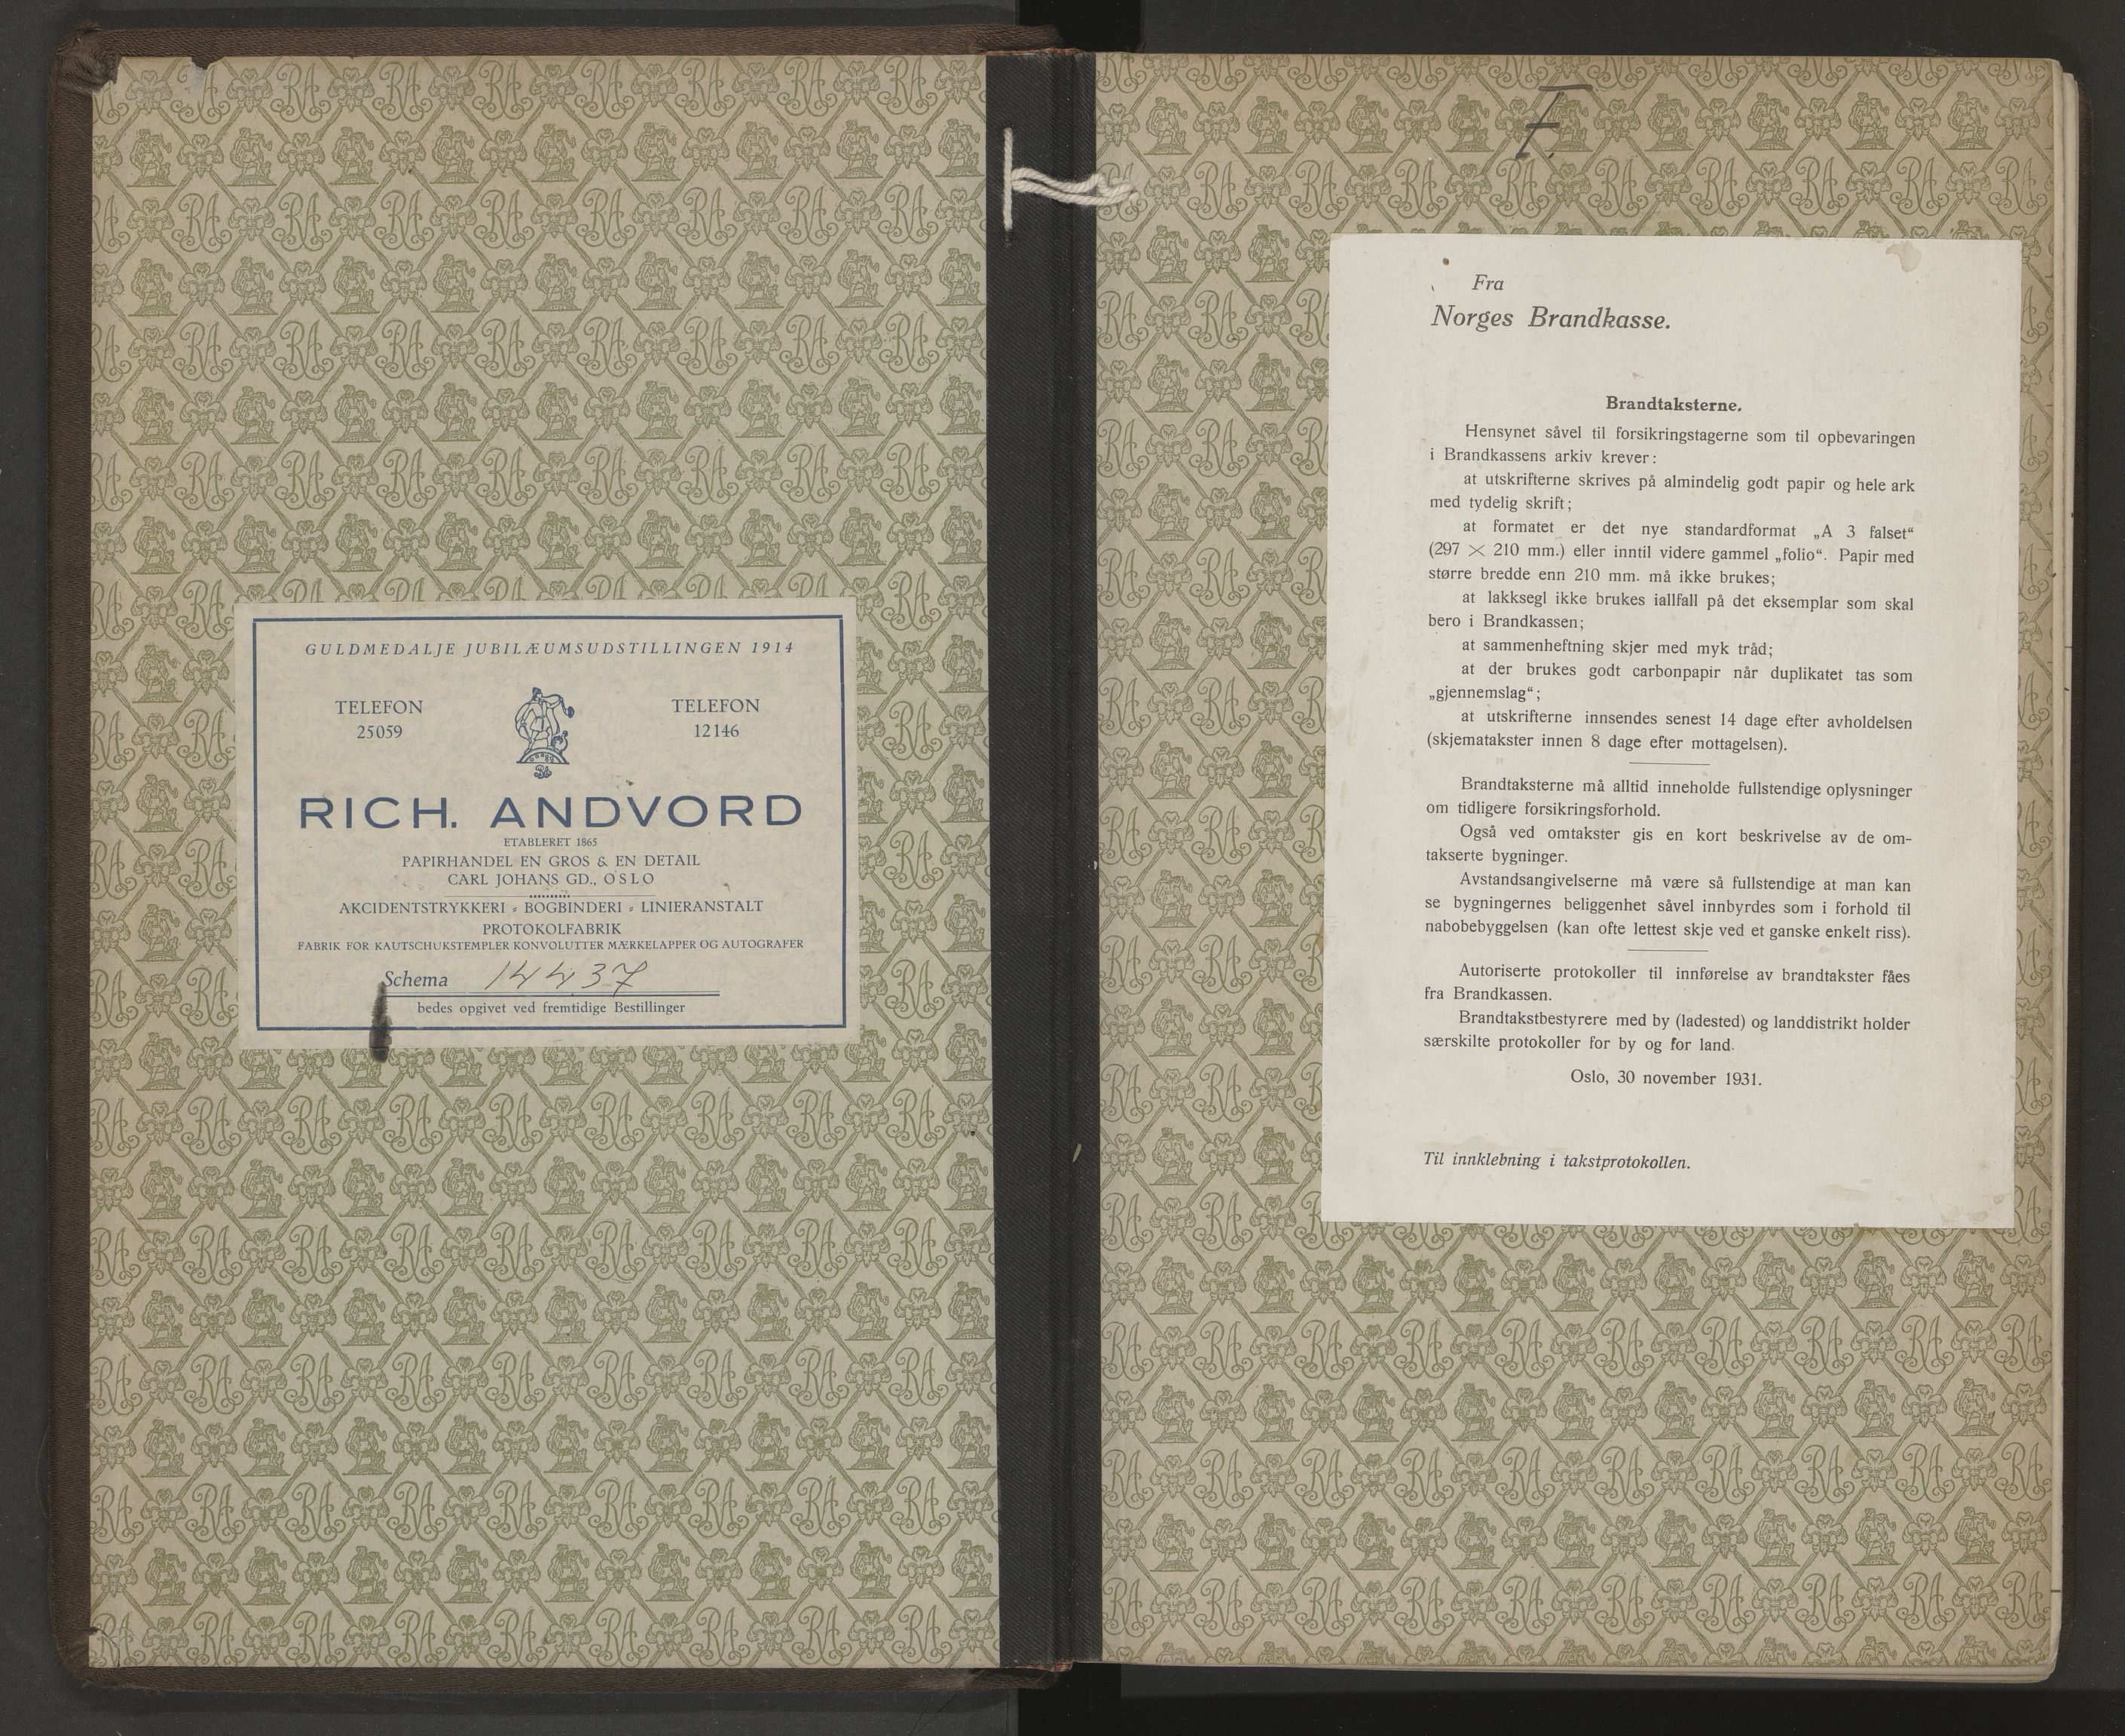 GULDMEDALJE JUBILÆUMSUDSTILLINGEN 1914
TELEFON
25059
TELEFON
12146
RICH. ANDVORD
ETABLERET 1865
PAPIRHANDEL EN GROS & EN DETAIL
CARL JOHANS GD., OSLO
AKCIDENTSTRYKKERI - BOGBINDERI - LINIERANSTALT
PROTOKOLFABRIK
FABRIK FOR KAUTSCHUKSTEMPLER KONVOLUTTER MÆRKELAPPER OG AUTOGRAFER
Schema 14437
bedes opgivet ved fremtidige Bestillinger
F.
Fra
Norges Brandkasse.
Brandtaksterne.
Hensynet såvel til forsikringstagerne som til opbevaringen
i Brandkassens arkiv krever:
at utskrifterne skrives på almindelig godt papir og hele ark
med tydelig skrift;
at formatet er det nye standardformat „A 3 falset“
(297 × 210 mm.) eller inntil videre gammel „folio“. Papir med
større bredde enn 210 mm. må ikke brukes;
at lakksegl ikke brukes iallfall på det eksemplar som skal
bero i Brandkassen;
at sammenheftning skjer med myk tråd;
at der brukes godt carbonpapir når duplikatet tas som
„gjennemslag“;
at utskrifterne innsendes senest 14 dage efter avholdelsen
(skjematakster innen 8 dage efter mottagelsen).
Brandtaksterne må alltid inneholde fullstendige oplysninger
om tidligere forsikringsforhold.
Også ved omtakster gis en kort beskrivelse av de om-
takserte bygninger.
Avstandsangivelserne må være så fullstendige at man kan
se bygningernes beliggenhet såvel innbyrdes som i forhold til
nabobebyggelsen (kan ofte lettest skje ved et ganske enkelt riss).
Autoriserte protokoller til innførelse av brandtakster fåes
fra Brandkassen.
Brandtakstbestyrere med by (ladested) og landdistrikt holder
særskilte protokoller for by og for land.
Oslo, 30 november 1931.
Til innklebning i takstprotokollen.